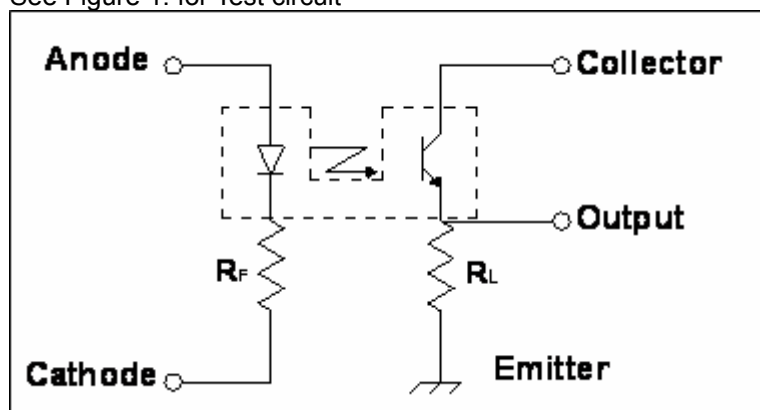 See Figure 1. for Test circuit
Anode
Collector
Output
RF
RL
Cathode
Emitter